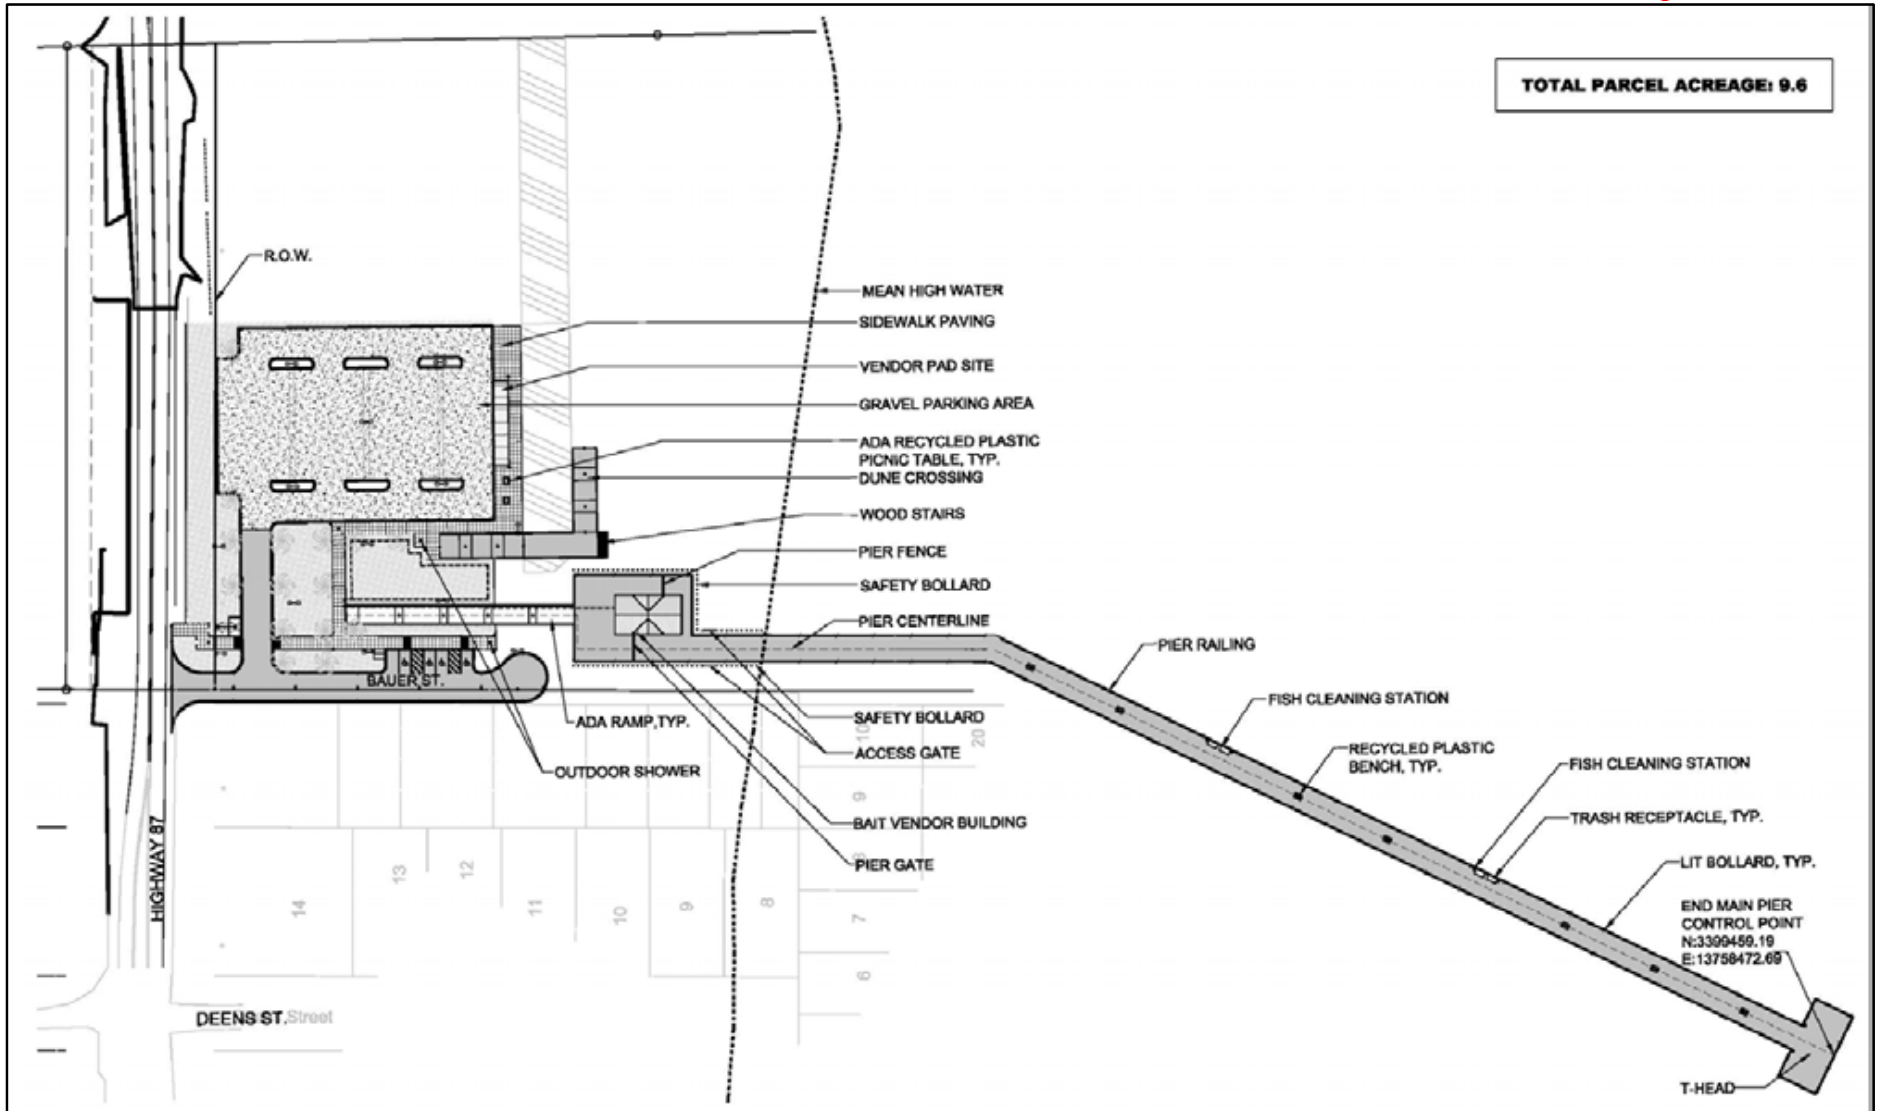 TOTAL PARCEL ACREAGE: 9.6
R.O.W.
MEAN HIGH WATER
SIDEWALK PAVING
VENDOR PAD SITE
GRAVEL PARKING AREA
ADA RECYCLED PLASTIC
PICNIC TABLE, TYP.
DUNE CROSSING
WOOD STAIRS
PIER FENCE
SAFETY BOLLARD
PIER CENTERLINE
PIER RAILING
BAUER ST.
FISH CLEANING STATION
ADA RAMP,TYP.
SAFETY BOLLARD
ACCESS GATE
10
20
RECYCLED PLASTIC
BENCH, TYP.
FISH CLEANING STATION
OUTDOOR SHOWER
9
TRASH RECEPTACLE, TYP.
BAIT VENDOR BUILDING
PIER GATE
LIT BOLLARD, TYP.
HIGHWAY 87
14
13
12
11
10
9
8
7
6
END MAIN PIER
CONTROL POINT
N:3399459.19
E:13758472.69
DEENS ST.Street
T-HEAD